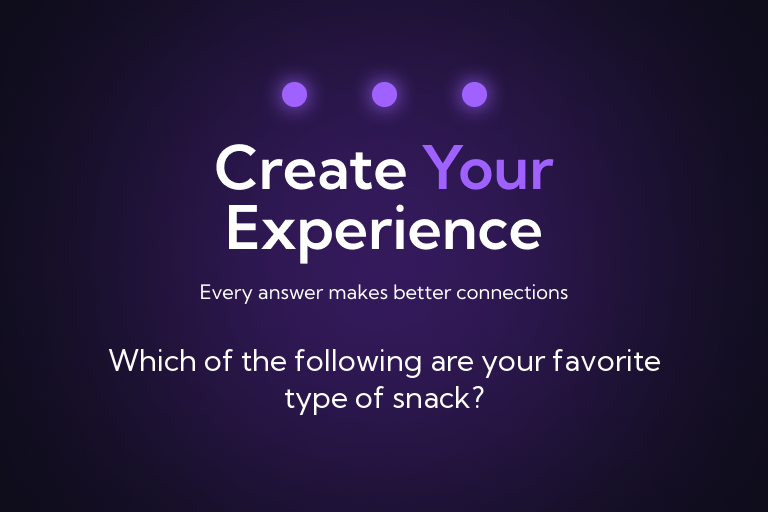 Create Your
Experience
Every answer makes better connections
Which of the following are your favorite
type of snack?